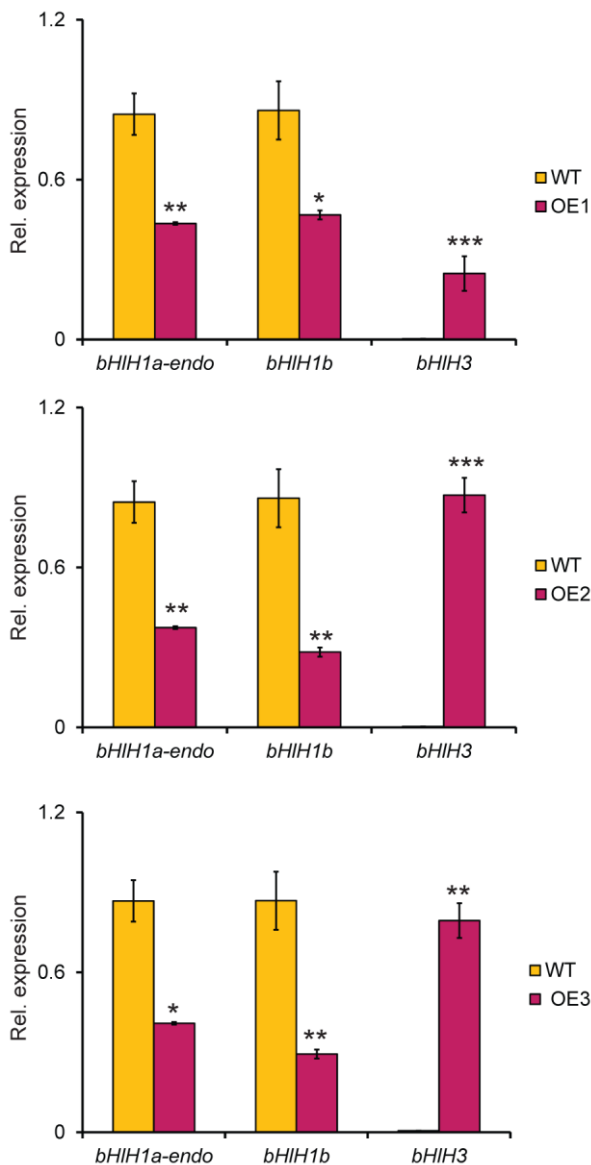 1.2
Rel. expression
0.6
0
**
*
***
WT
OE1
bHlH1a-endo bHlH1b bHlH3
1.2
Rel. expression
0.6
0
**
**
***
WT
OE2
bHlH1a-endo bHlH1b bHlH3
1.2
Rel. expression
0.6
0
*
**
**
WT
OE3
bHlH1a-endo bHlH1b bHlH3